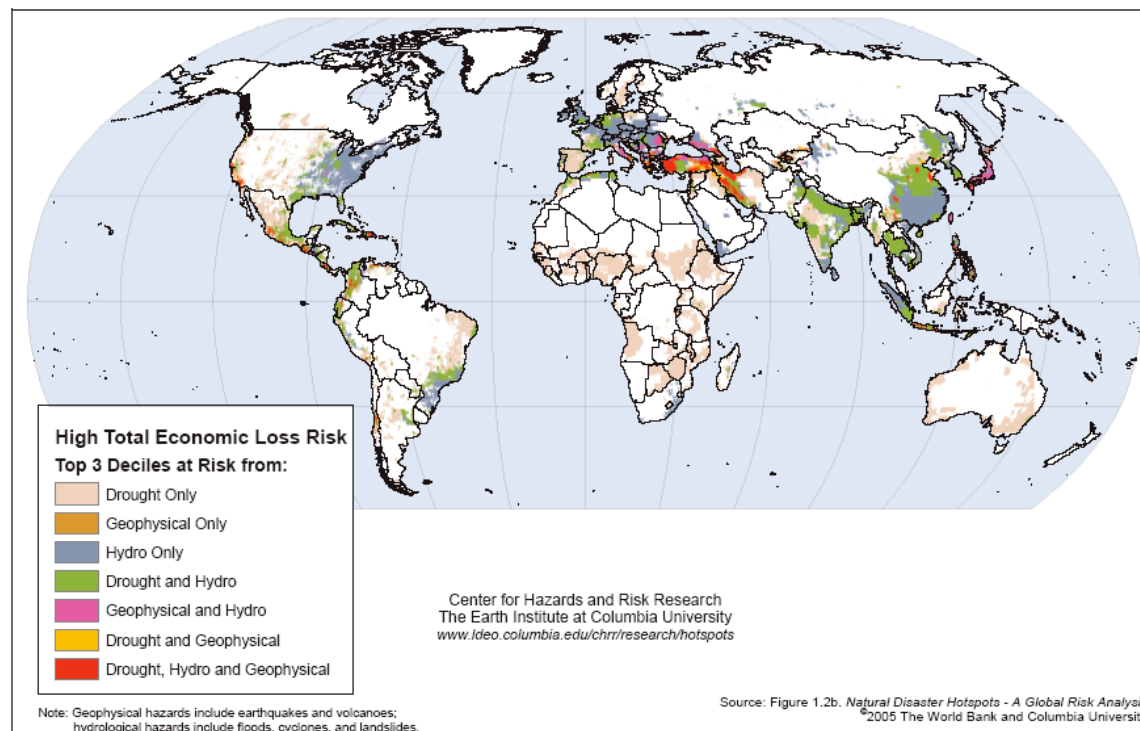 High Total Economic Loss Risk
Top 3 Deciles at Risk from:
Drought Only
Geophysical Only
Hydro Only
Drought and Hydro
Geophysical and Hydro
Drought and Geophysical
Drought, Hydro and Geophysical
Center for Hazards and Risk Research
The Earth Institute at Columbia University
www.ldeo.columbia.edu/chrr/research/hotspots
Note: Geophysical hazards include earthquakes and volcanoes;
hydrological hazards include floods, cyclones, and landslides.
Source: Figure 1.2b. Natural Disaster Hotspots - A Global Risk Analysi
©2005 The World Bank and Columbia Universit